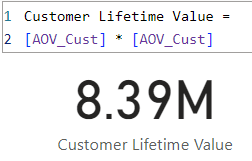 1 Customer Lifetime Value =
2 [AOV_Cust] * [AOV_Cust]
8.39M
Customer Lifetime Value